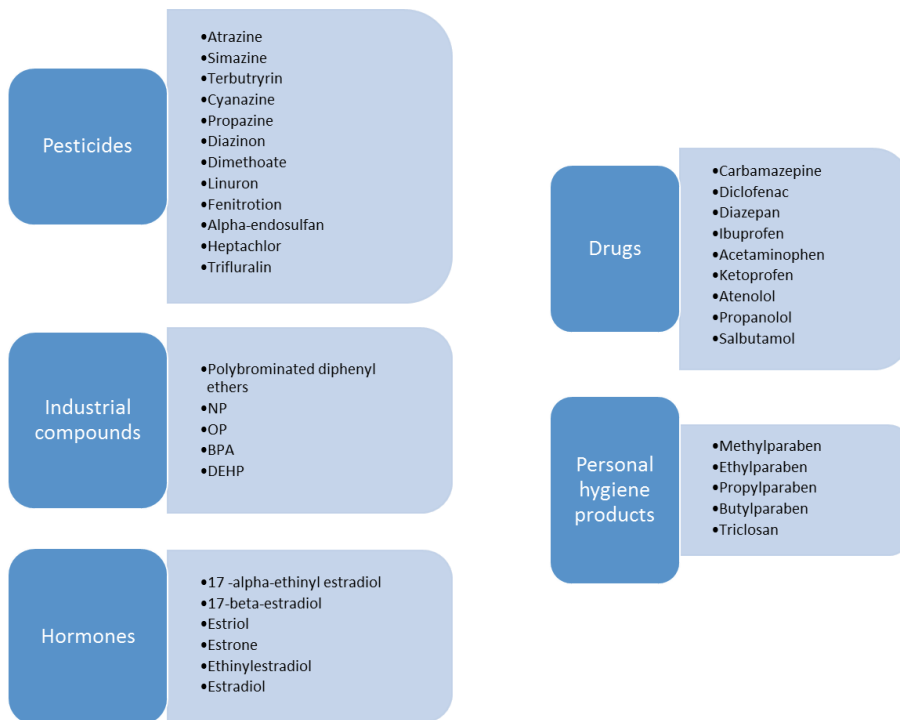 Pesticides
•Atrazine
•Simazine
•Terbutryrin
•Cyanazine
•Propazine
•Diazinon
•Dimethoate
•Linuron
•Fenitrotion
•Alpha-endosulfan
•Heptachlor
•Trifluralin
Industrial
compounds
•Polybrominated diphenyl
ethers
•NP
•OP
•BPA
•DEHP
Hormones
•17 -alpha-ethinyl estradiol
•17-beta-estradiol
•Estriol
•Estrone
•Ethinylestradiol
•Estradiol
Drugs
•Carbamazepine
•Diclofenac
•Diazepan
•Ibuprofen
•Acetaminophen
•Ketoprofen
•Atenolol
•Propanolol
•Salbutamol
Personal
hygiene
products
•Methylparaben
•Ethylparaben
•Propylparaben
•Butylparaben
•Triclosan